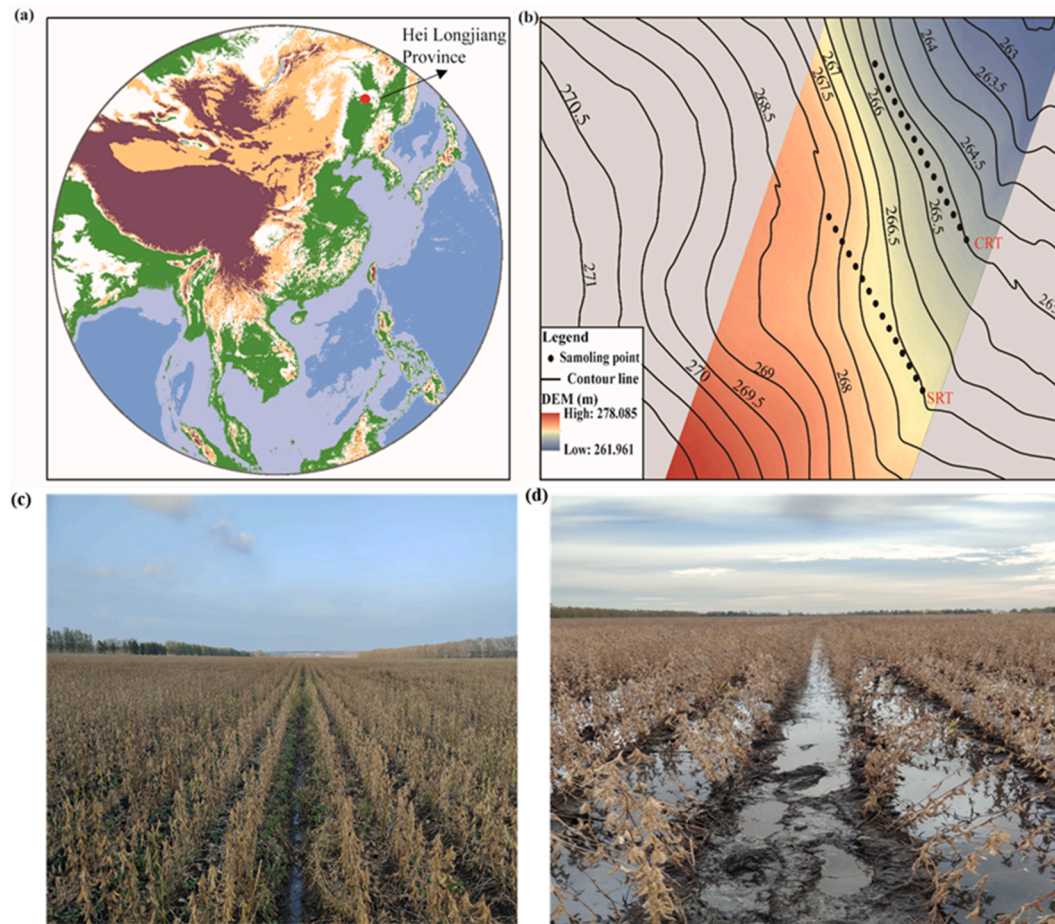 (a)
Hei Longjiang
Province
(b)
270.5
268.5
267
267.5
266
264
263
263.5
264.5
265.5
266.5
CRT
271
270
269
269.5
268
SRT
Legend
Samoling point
Contour line
DEM (m)
High: 278.085
Low: 261.961
(c)
(d)